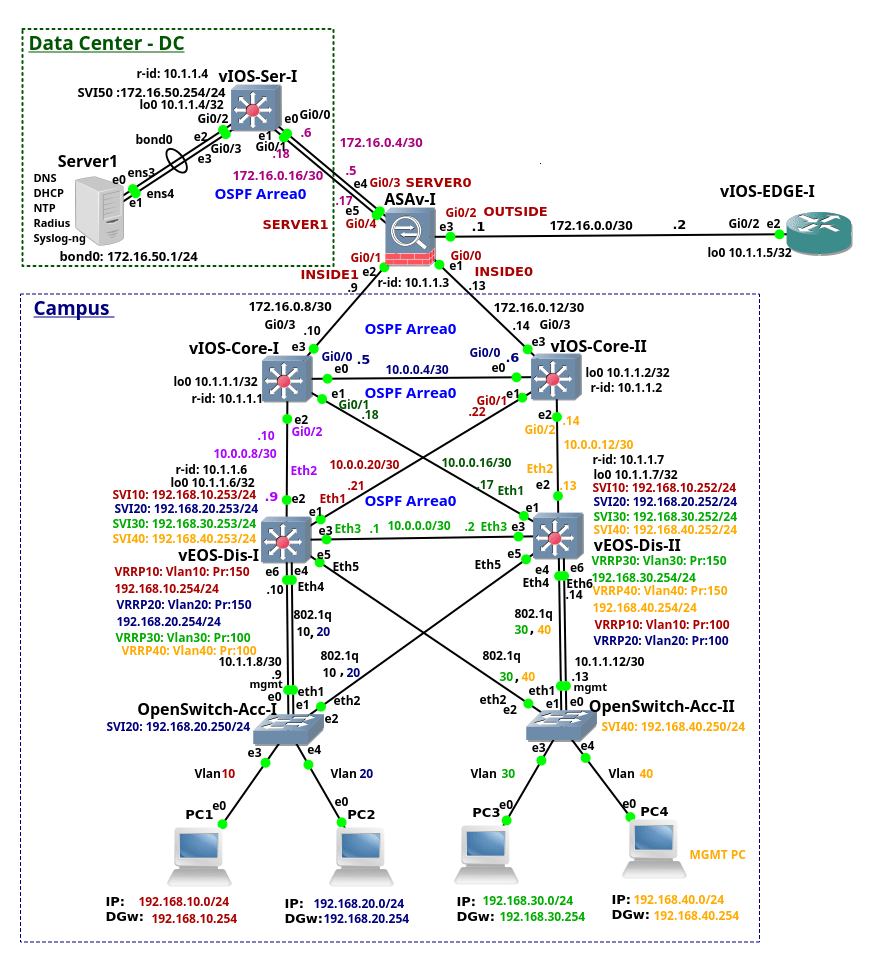 Data Center - DC
r-id: 10.1.1.4
vIOS-Ser-I
SVI50 :172.16.50.254/24
lo0 10.1.1.4/32
Gi0/2
e0
Gi0/0
.6
bond0
e2
e1
Gi0/1
.18
Gi0/3
e3
172.16.0.4/30
Server1
DNS
DHCP
NTP
Radius
Syslog-ng
e0
ens3
e1
ens4
172.16.0.16/30
OSPF Arrea0
.5
e4
Gi0/3
SERVER0
.17
ASAv-I
e5
Gi0/4
SERVER1
bond0: 172.16.50.1/24
vIOS-EDGE-I
Gi0/2
OUTSIDE
e3
.1
172.16.0.0/30
.2
Gi0/2
e2
lo0 10.1.1.5/32
Gi0/1
e2
INSIDE1
.9
r-id: 10.1.1.3
Gi0/0
e1
INSIDE0
.13
Campus
172.16.0.8/30
Gi0/3
.10
e3
172.16.0.12/30
.14
Gi0/3
e3
OSPF Arrea0
vIOS-Core-I
vIOS-Core-II
Gi0/0
.5
e0
10.0.0.4/30
Gi0/0
.6
e0
lo0 10.1.1.1/32
r-id: 10.1.1.1
lo0 10.1.1.2/32
r-id: 10.1.1.2
OSPF Arrea0
e1
Gi0/1
.18
Gi0/1
e1
.22
e2
Gi0/2
.10
10.0.0.8/30
e2
.14
Gi0/2
10.0.0.12/30
Eth2
10.0.0.20/30
10.0.0.16/30
Eth2
r-id: 10.1.1.6
lo0 10.1.1.6/32
r-id: 10.1.1.7
lo0 10.1.1.7/32
SVI10: 192.168.10.253/24
SVI20: 192.168.20.253/24
SVI30: 192.168.30.253/24
SVI40: 192.168.40.253/24
.9
e2
.21
Eth1
e1
OSPF Arrea0
.17
Eth1
e1
e2
.13
SVI10: 192.168.10.252/24
SVI20: 192.168.20.252/24
SVI30: 192.168.30.252/24
SVI40: 192.168.40.252/24
e3
Eth3
.1
10.0.0.0/30
.2
Eth3
e3
vEOS-Dis-I
vEOS-Dis-II
e5
Eth5
e5
Eth5
e6
e4
.10
Eth4
e4
Eth4
e6
Eth6
.14
VRRP10: Vlan10: Pr:150
192.168.10.254/24
VRRP20: Vlan20: Pr:150
192.168.20.254/24
VRRP30: Vlan30: Pr:100
VRRP40: Vlan40: Pr:100
VRRP30: Vlan30: Pr:150
192.168.30.254/24
VRRP40: Vlan40: Pr:150
192.168.40.254/24
VRRP10: Vlan10: Pr:100
VRRP20: Vlan20: Pr:100
802.1q
10, 20
802.1q
30, 40
802.1q
10, 20
802.1q
30, 40
10.1.1.8/30
.9
mgmt
e0
eth1
e1
eth2
e2
10.1.1.12/30
.13
mgmt
e0
eth1
e1
eth2
e2
OpenSwitch-Acc-I
SVI20: 192.168.20.250/24
OpenSwitch-Acc-II
SVI40: 192.168.40.250/24
e3
e4
e3
e4
Vlan 10
Vlan 20
Vlan 30
Vlan 40
e0
e0
e0
e0
PC1
PC2
PC3
PC4
MGMT PC
IP: 192.168.10.0/24
DGw: 192.168.10.254
IP: 192.168.20.0/24
DGw: 192.168.20.254
IP: 192.168.30.0/24
DGw: 192.168.30.254
IP: 192.168.40.0/24
DGw: 192.168.40.254